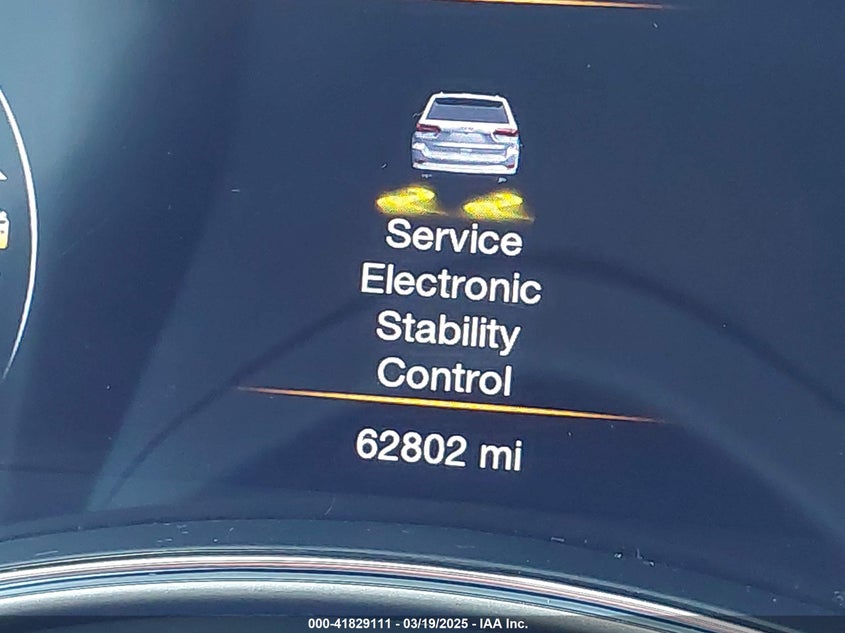 Service
Electronic
Stability
Control
62802 mi
000-41829111 - 03/19/2025 - IAA Inc.